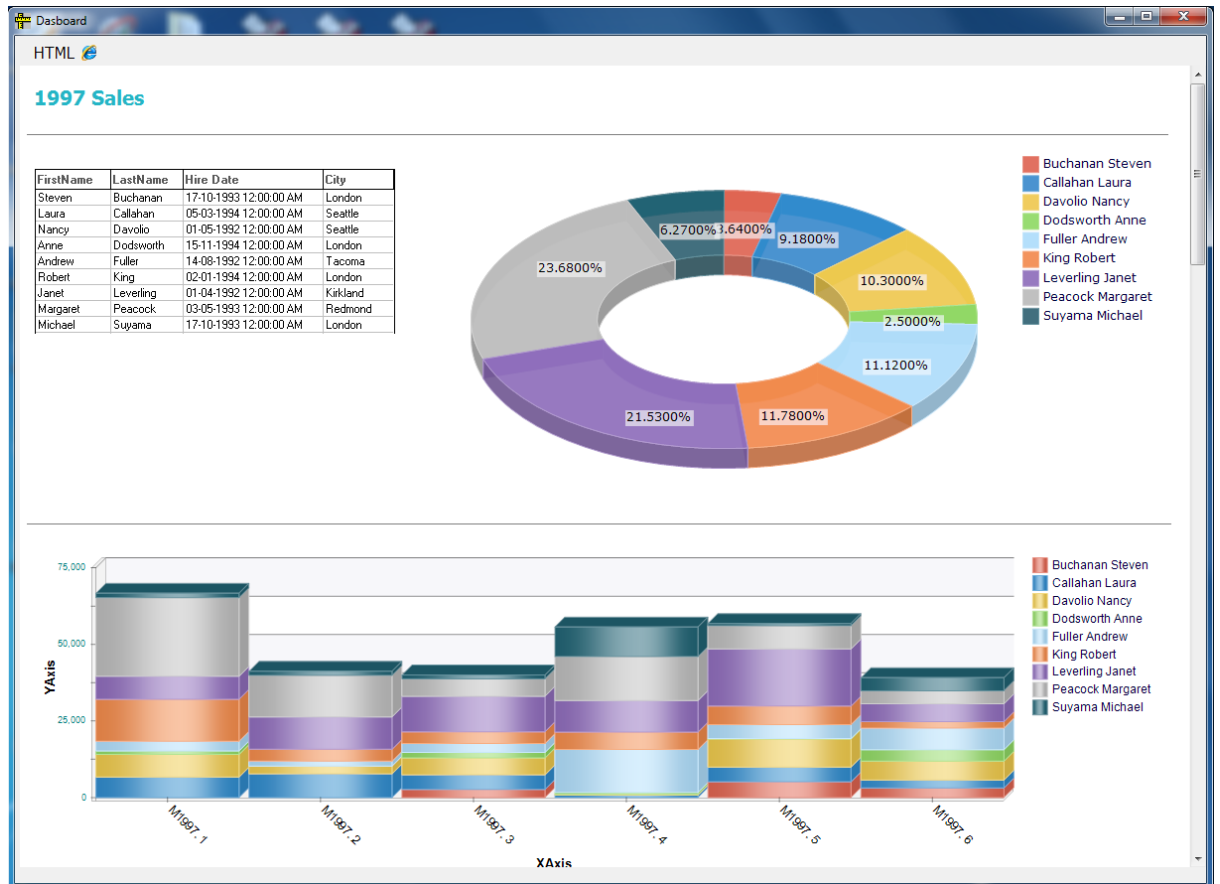 Dasboard
HTML
1997 Sales
FirstName LastName Hire Date City
Steven Buchanan 17-10-1993 12:00:00 AM London
Laura Callahan 05-03-1994 12:00:00 AM Seattle
Nancy Davolio 01-05-1992 12:00:00 AM Seattle
Anne Dodsworth 15-11-1994 12:00:00 AM London
Andrew Fuller 14-08-1992 12:00:00 AM Tacoma
Robert King 02-01-1994 12:00:00 AM London
Janet Leverling 01-04-1992 12:00:00 AM Kirkland
Margaret Peacock 03-05-1993 12:00:00 AM Redmond
Michael Suyama 17-10-1993 12:00:00 AM London
6.2700%
3.6400%
9.1800%
23.6800%
10.3000%
2.5000%
11.1200%
21.5300%
11.7800%
Buchanan Steven
Callahan Laura
Davolio Nancy
Dodsworth Anne
Fuller Andrew
King Robert
Leverling Janet
Peacock Margaret
Suyama Michael
75,000
50,000
25,000
0
YAxis
M1997. 1
M1997. 2
M1997. 3
M1997. 4
M1997. 5
M1997. 6
XAxis
Buchanan Steven
Callahan Laura
Davolio Nancy
Dodsworth Anne
Fuller Andrew
King Robert
Leverling Janet
Peacock Margaret
Suyama Michael